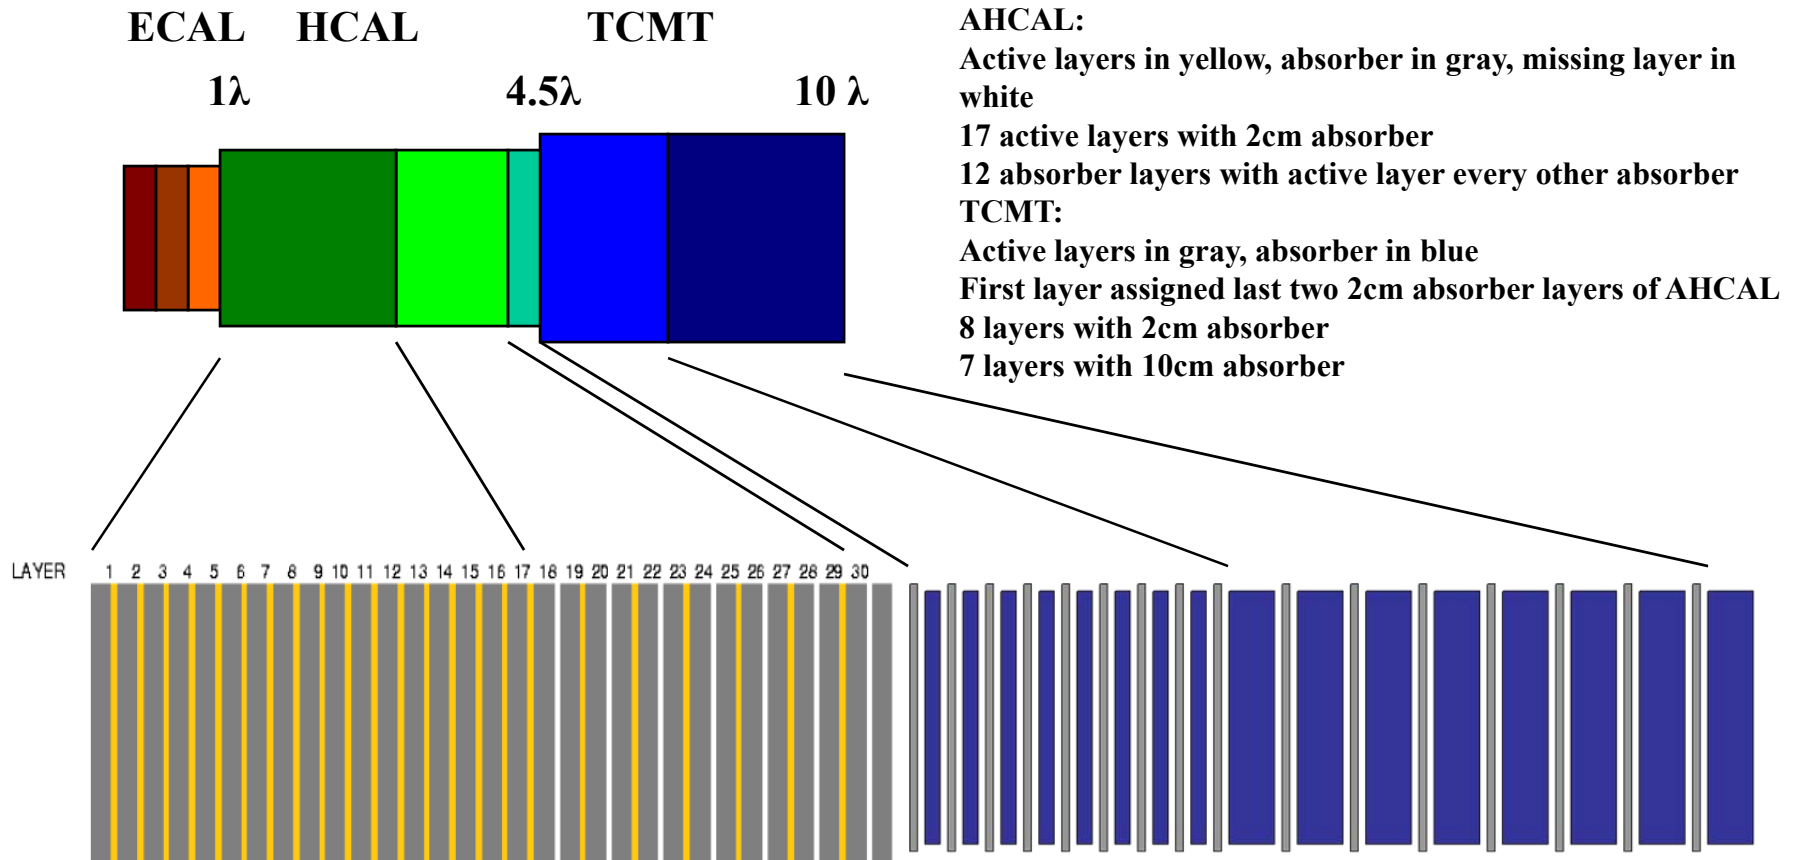 ECAL HCAL TCMT
1λ 4.5λ 10 λ
AHCAL:
Active layers in yellow, absorber in gray, missing layer in
white
17 active layers with 2cm absorber
12 absorber layers with active layer every other absorber
TCMT:
Active layers in gray, absorber in blue
First layer assigned last two 2cm absorber layers of AHCAL
8 layers with 2cm absorber
7 layers with 10cm absorber
LAYER 1 2 3 4 5 6 7 8 9 10 11 12 13 14 15 16 17 18 19 20 21 22 23 24 25 26 27 28 29 30